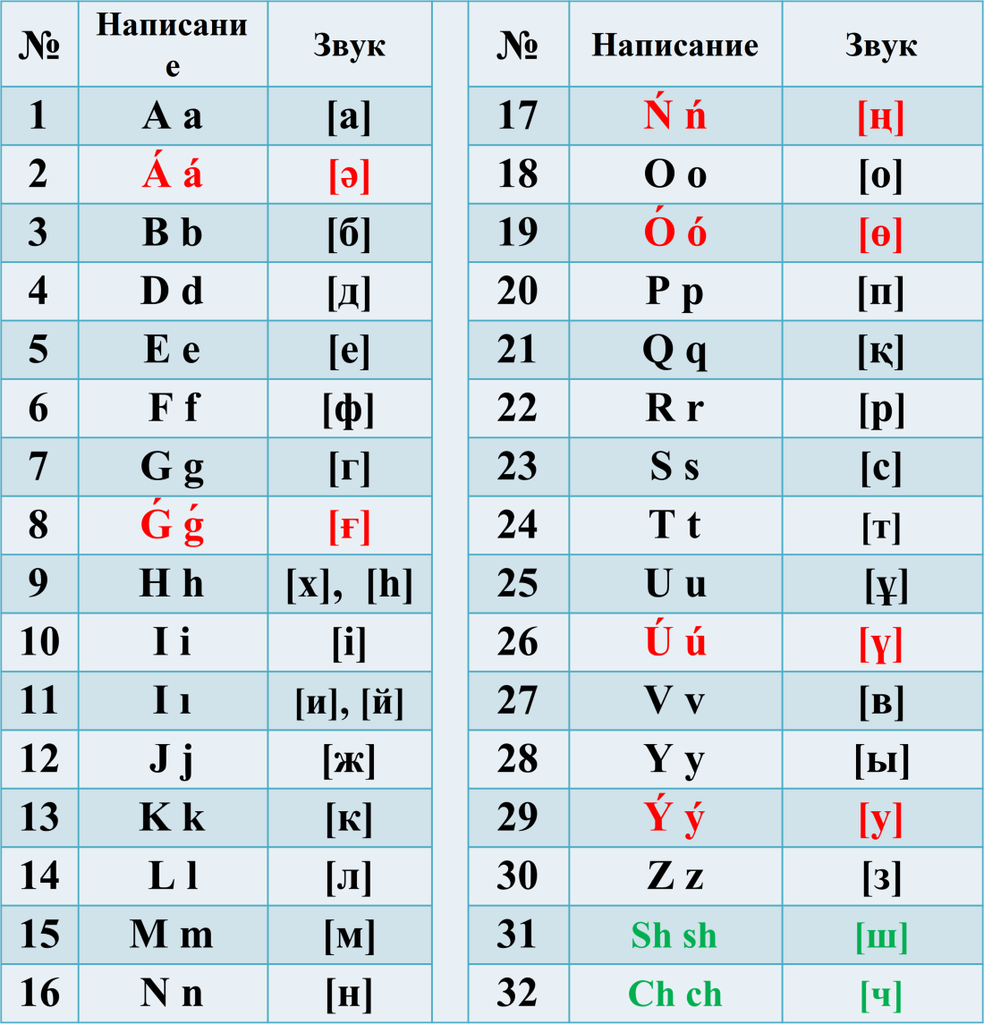 № Написани
е Звук № Написание Звук
1 A a [а] 17 Ń ń [ң]
2 Á á [ә] 18 O o [о]
3 B b [б] 19 Ó ó [ө]
4 D d [д] 20 P p [п]
5 E e [е] 21 Q q [қ]
6 F f [ф] 22 R r [р]
7 G g [г] 23 S s [с]
8 Ǵ ǵ [ғ] 24 T t [т]
9 H h [х], [h] 25 U u [ұ]
10 I i [і] 26 Ú ú [ү]
11 I ı [и], [й] 27 V v [в]
12 J j [ж] 28 Y y [ы]
13 K k [к] 29 Ý ý [у]
14 L l [л] 30 Z z [з]
15 M m [м] 31 Sh sh [ш]
16 N n [н] 32 Ch ch [ч]